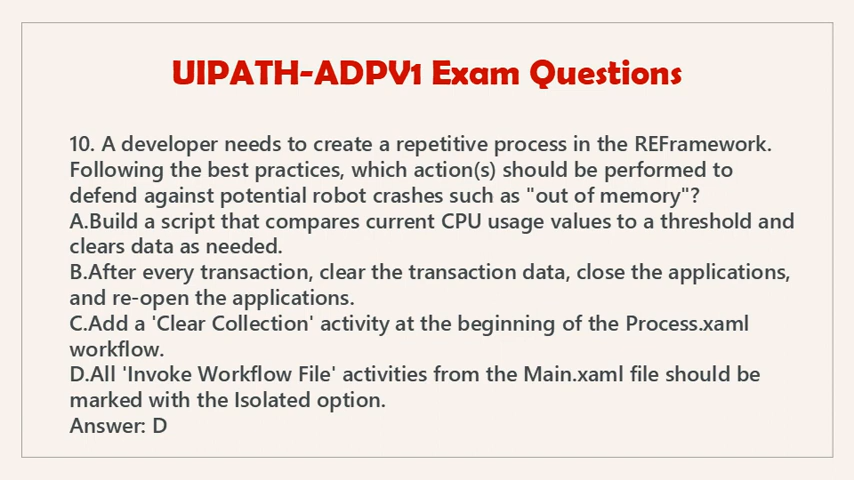 UIPATH-ADPV1 Exam Questions
10. A developer needs to create a repetitive process in the REFramework.
Following the best practices, which action(s) should be performed to
defend against potential robot crashes such as "out of memory"?
A.Build a script that compares current CPU usage values to a threshold and
clears data as needed.
B.After every transaction, clear the transaction data, close the applications,
and re-open the applications.
C.Add a 'Clear Collection' activity at the beginning of the Process.xaml
workflow.
D.All 'Invoke Workflow File' activities from the Main.xaml file should be
marked with the Isolated option.
Answer: D